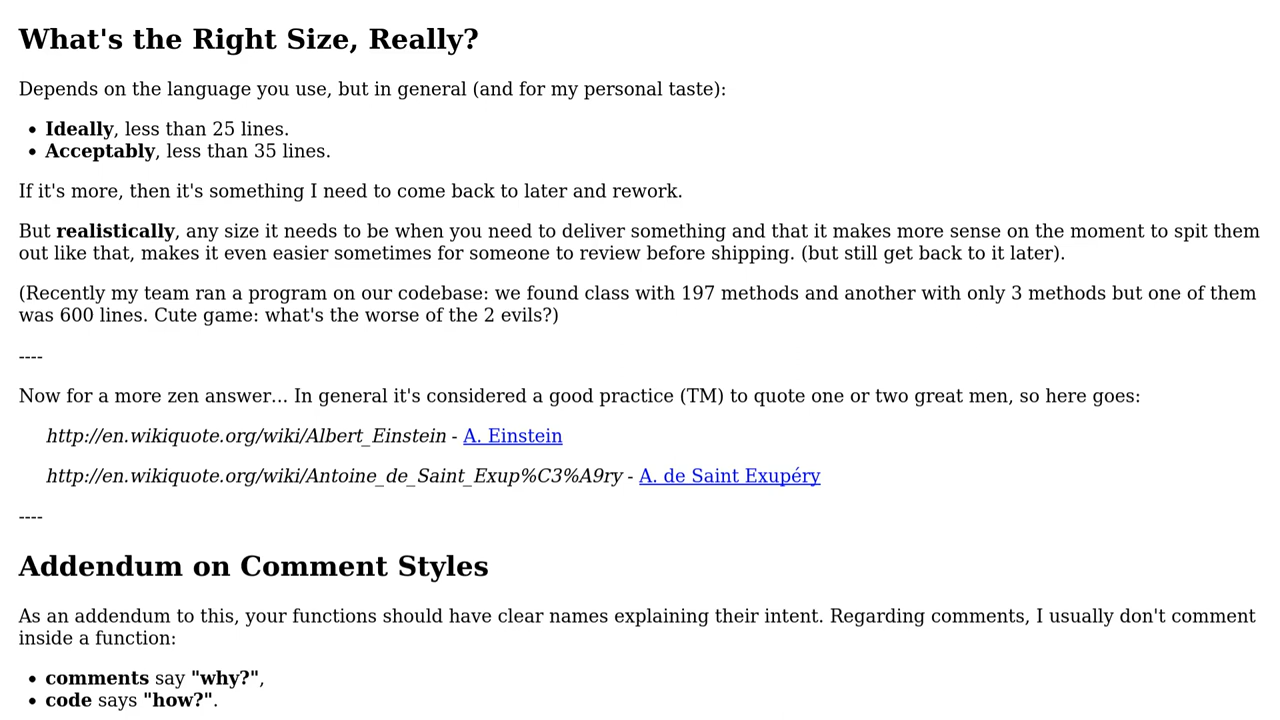 What's the Right Size, Really?
Depends on the language you use, but in general (and for my personal taste):
• Ideally, less than 25 lines.
• Acceptably, less than 35 lines.
If it's more, then it's something I need to come back to later and rework.
But realistically, any size it needs to be when you need to deliver something and that it makes more sense on the moment to spit them
out like that, makes it even easier sometimes for someone to review before shipping. (but still get back to it later).
(Recently my team ran a program on our codebase: we found class with 197 methods and another with only 3 methods but one of them
was 600 lines. Cute game: what's the worse of the 2 evils?)
----
Now for a more zen answer... In general it's considered a good practice (TM) to quote one or two great men, so here goes:
http://en.wikiquote.org/wiki/Albert_Einstein - A. Einstein
http://en.wikiquote.org/wiki/Antoine_de_Saint_Exup%C3%A9ry - A. de Saint Exupéry
----
Addendum on Comment Styles
As an addendum to this, your functions should have clear names explaining their intent. Regarding comments, I usually don't comment
inside a function:
• comments say "why?",
• code says "how?".